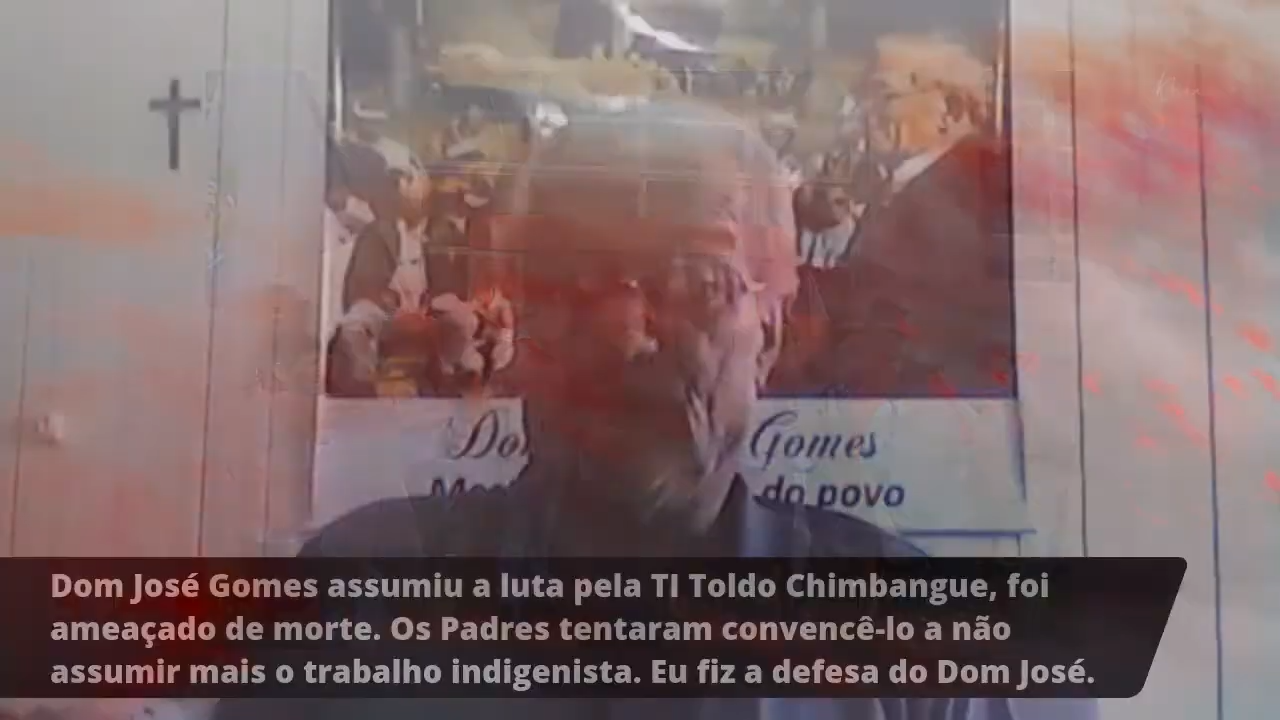 Gomes
do povo
Dom José Gomes assumiu a luta pela TI Toldo Chimbangue, foi
ameaçado de morte. Os Padres tentaram convencê-lo a não
assumir mais o trabalho indigenista. Eu fiz a defesa do Dom José.